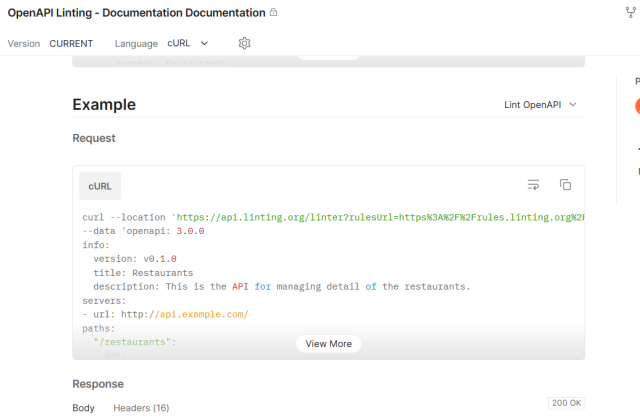 OpenAPI Linting - Documentation Documentation
Version CURRENT Language cURL
Example
Lint OpenAPI
Request
cURL
curl --location 'https://api.linting.org/linter?rulesUrl=https%3A%2F%2Frules.linting.org%2F
--data 'openapi: 3.0.0
info:
  version: v0.1.0
  title: Restaurants
  description: This is the API for managing detail of the restaurants.
servers:
- url: http://api.example.com/
paths:
  "/restaurants":
View More
Response
200 OK
Body Headers (16)